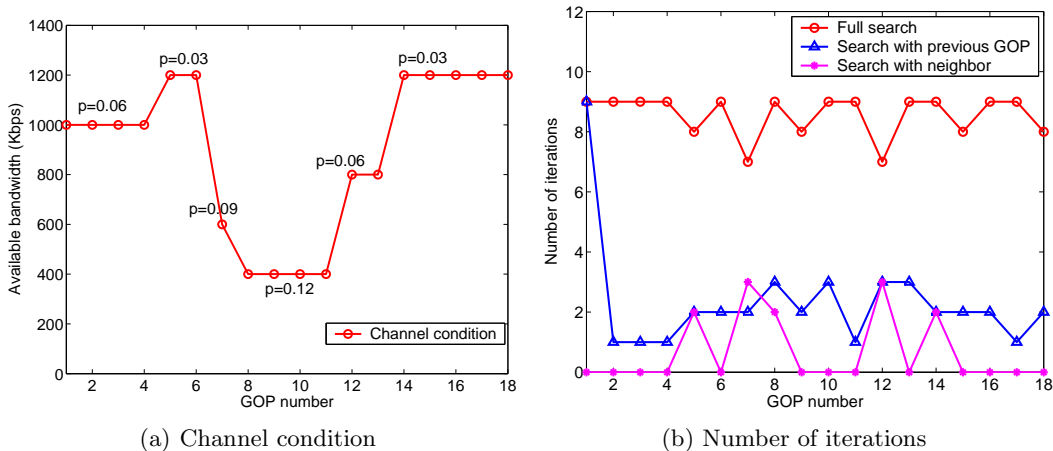 1400
1200
1000
800
600
400
200
0
2 4 6 8 10 12 14 16 18
Available bandwidth (Kbps)
GOP number
p=0.06
p=0.03
p=0.09
p=0.12
p=0.06
p=0.03
Channel condition
(a) Channel condition
12
10
8
6
4
2
0
2 4 6 8 10 12 14 16 18
Number of iterations
GOP number
Full search
Search with previous GOP
Search with neighbor
(b) Number of iterations